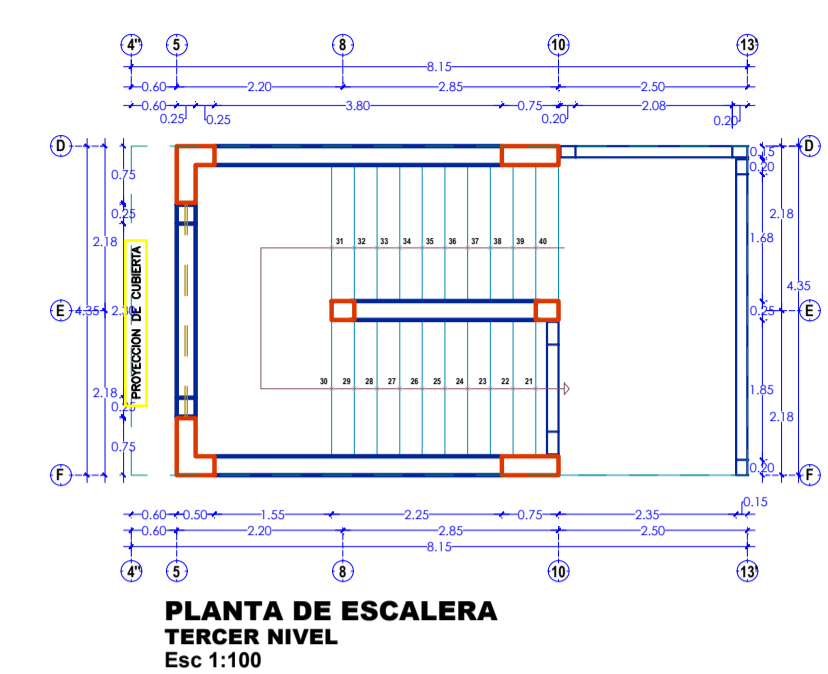 4" 5 8 10 13'
8.15
0.60 2.20 2.85 2.50
0.60 3.80 0.75 2.08
0.25 0.25 0.20 0.20
D D
0.15
0.20
0.75
0.25
2.18 2.18
1.68
31 32 33 34 35 36 37 38 39 40
PROYECCION DE CUBIERTA
4.35
E 4.35 0.25 E
30 29 28 27 26 25 24 23 22 21
2.18 1.85
0.25 2.18
0.75
0.20
F F
0.15
0.60 0.50 1.55 2.25 0.75 2.35
0.60 2.20 2.85 2.50
8.15
4" 5 8 10 13'
PLANTA DE ESCALERA
TERCER NIVEL
Esc 1:100